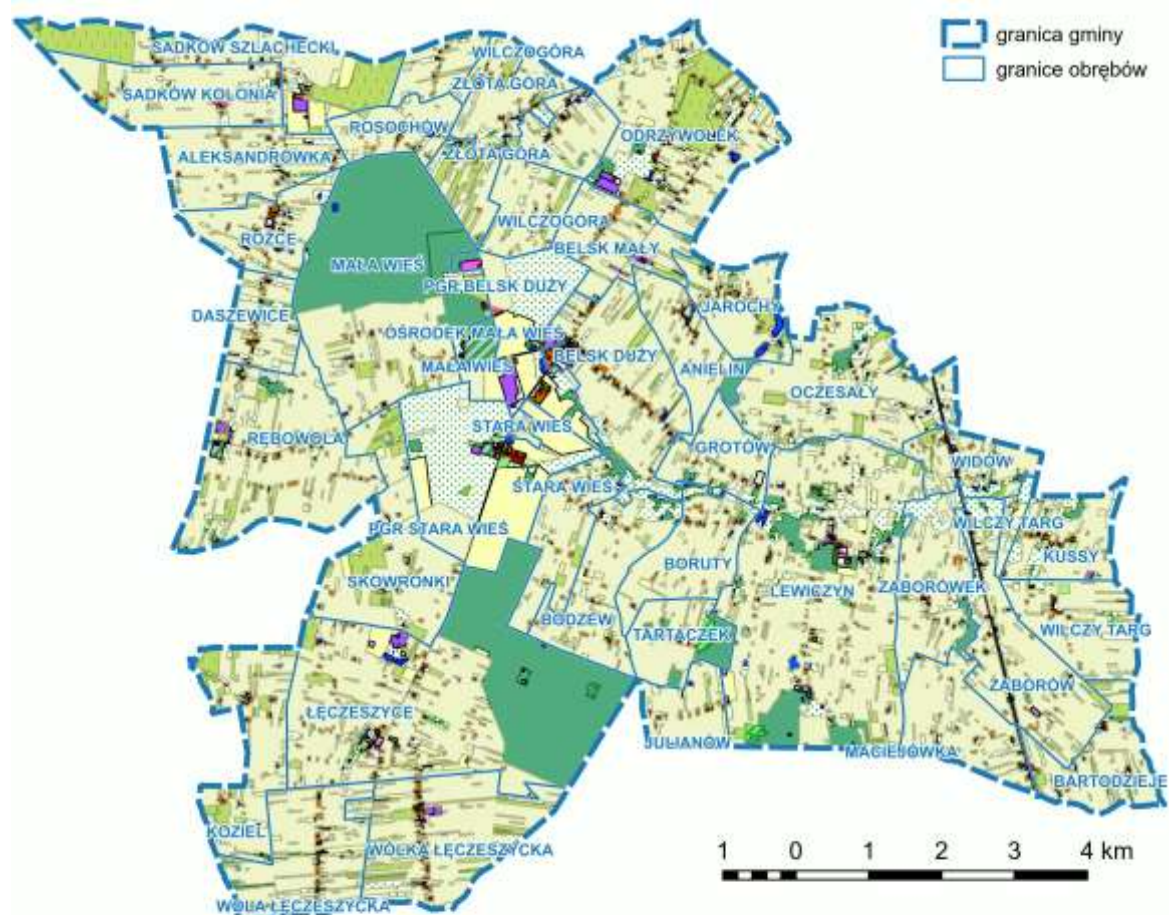 granica gminy
granice obrębów
SADKÓW SZLACHECKI
WILCZOGÓRA
ZŁOTA GÓRA
SADKÓW KOLONIA
ROSOCHÓW
ODRZYWOŁEK
ALEKSANDRÓWKA
ZŁOTA GÓRA
WILCZOGÓRA
ROŻCE
BELSK MAŁY
MAŁA WIEŚ
PGR BELSK DUŻY
JAROCHY
DASZEWICE
OŚRODEK MAŁA WIEŚ
BELSK DUŻY
MAŁA WIEŚ
ANIELIN
OCZESAŁY
STARA WIEŚ
RĘBOWOLA
GROTÓW
WIDÓW
STARA WIEŚ
PGR STARA WIEŚ
WILCZY TARG
KUSSY
BORUTY
SKOWRONKI
LEWICZYN
ZABORÓWEK
BODZEW
TARTACZEK
WILCZY TARG
ZABORÓW
ŁĘCZESZYCE
JULIANÓW
MACIEJÓWKA
BARTODZIEJE
KOZIEL
WÓLKA ŁĘCZESZYCKA
WOLA ŁĘCZESZYCKA
1 0 1 2 3 4 km